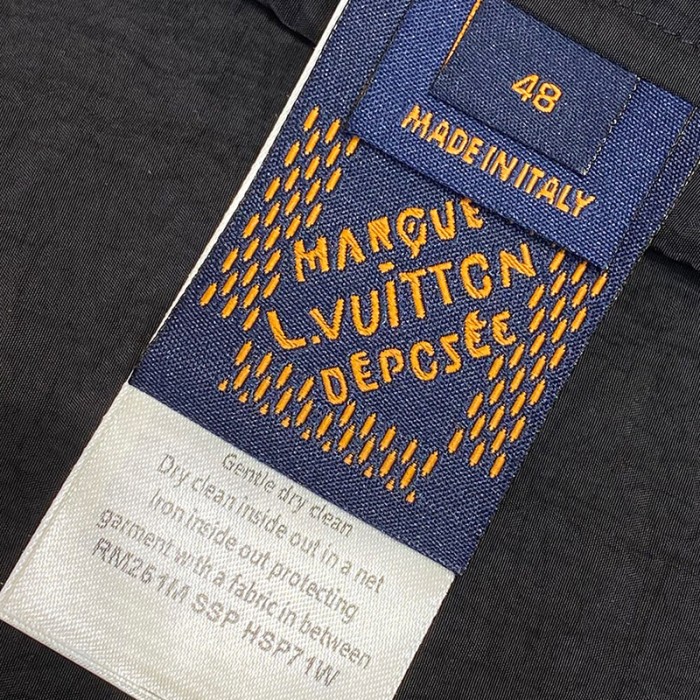 48
MADE IN ITALY
MARQUE
L.VUITTON
DEPOSÉE
Gentle dry clean
Dry clean inside out in a net
Iron inside out protecting
garment with a fabric in between
RM261M SSP HSP71W